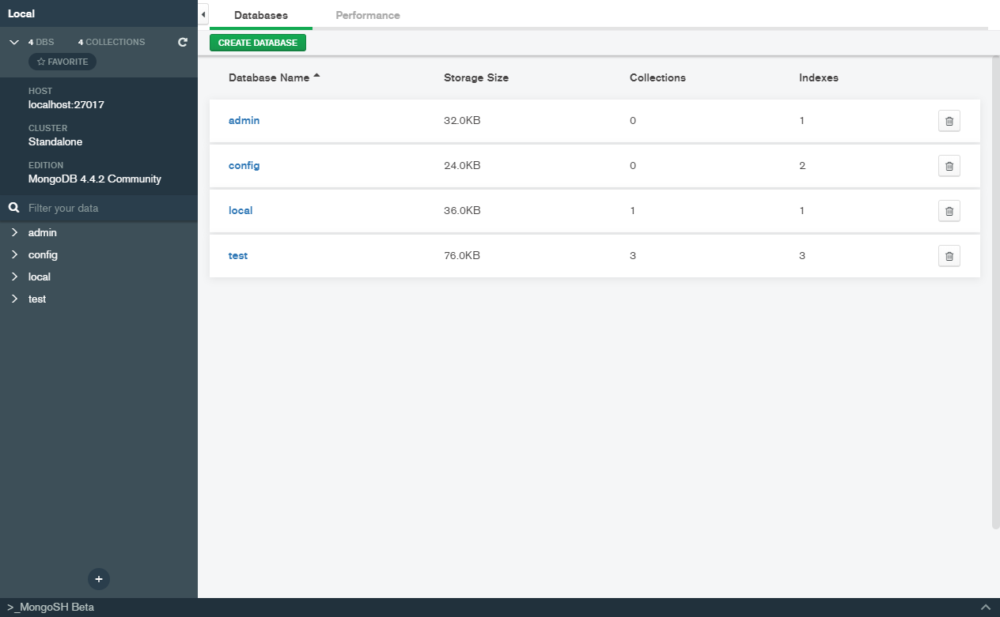 Local
4 DBS 4 COLLECTIONS
FAVORITE
HOST
localhost:27017
CLUSTER
Standalone
EDITION
MongoDB 4.4.2 Community
Filter your data
admin
config
local
test
+
Databases Performance
CREATE DATABASE
Database Name Storage Size Collections Indexes
admin 32.0KB 0 1
config 24.0KB 0 2
local 36.0KB 1 1
test 76.0KB 3 3
>_MongoSH Beta